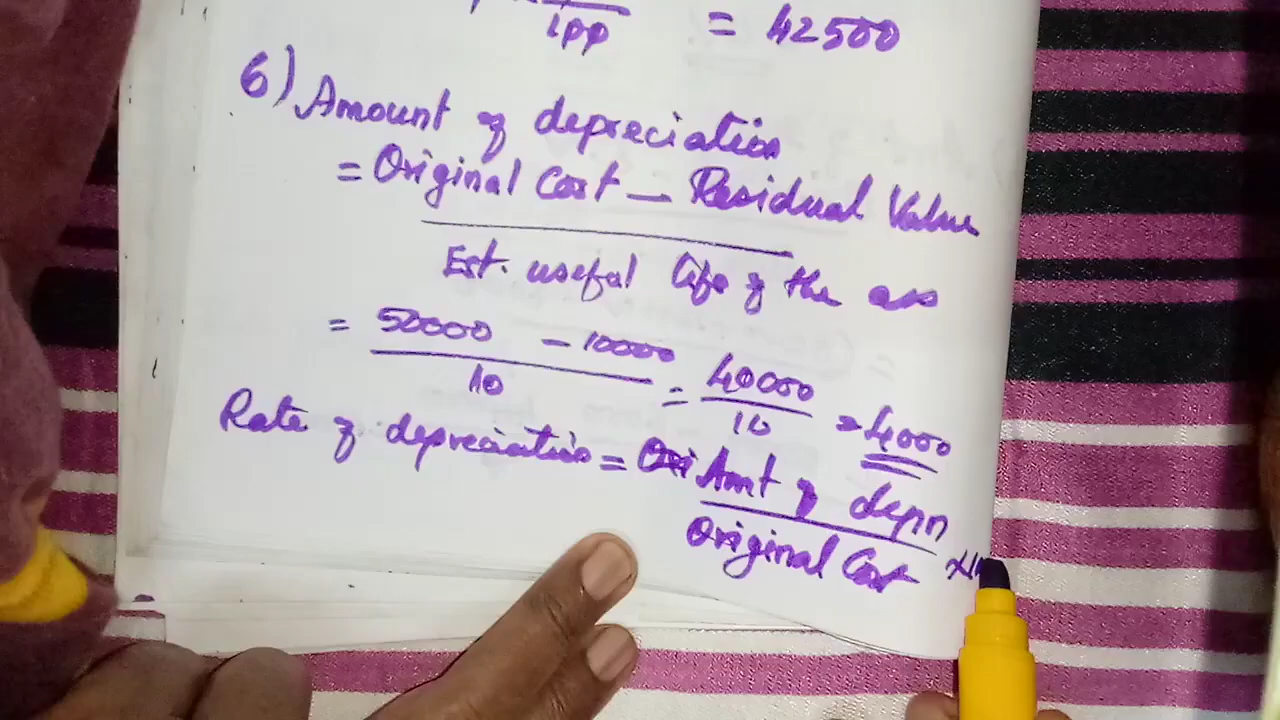 100 = 42500
6) Amount of depreciation
= Original Cost - Residual Value
Est. useful life of the ass
= 50000 - 10000 / 10 = 40000 / 10 = 4000
Rate of depreciation = Amt of depn / Original Cost ×